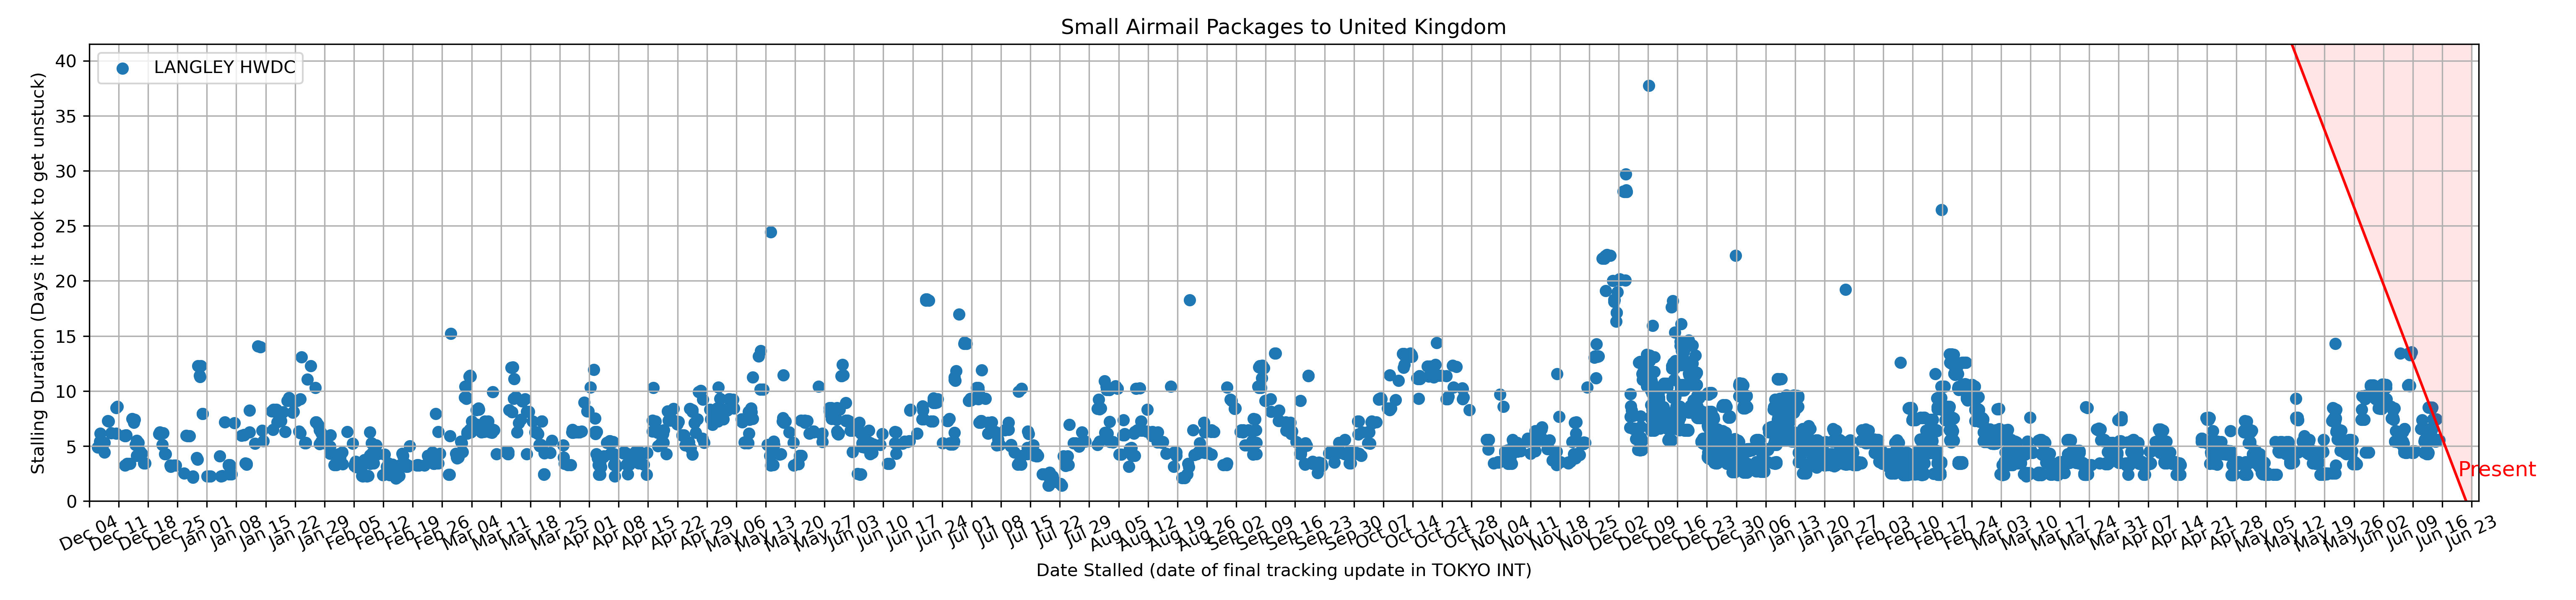 Small Airmail Packages to United Kingdom
LANGLEY HWDC
Stalling Duration (Days it took to get unstuck)
40
35
30
25
20
15
10
5
0
Present
Dec 04 Dec 11 Dec 18 Dec 25 Jan 01 Jan 08 Jan 15 Jan 22 Jan 29 Feb 05 Feb 12 Feb 19 Feb 26 Mar 04 Mar 11 Mar 18 Mar 25 Apr 01 Apr 08 Apr 15 Apr 22 Apr 29 May 06 May 13 May 20 May 27 Jun 03 Jun 10 Jun 17 Jun 24 Jul 01 Jul 08 Jul 15 Jul 22 Jul 29 Aug 05 Aug 12 Aug 19 Aug 26 Sep 02 Sep 09 Sep 16 Sep 23 Sep 30 Oct 07 Oct 14 Oct 21 Oct 28 Nov 04 Nov 11 Nov 18 Nov 25 Dec 02 Dec 09 Dec 16 Dec 23 Dec 30 Jan 06 Jan 13 Jan 20 Jan 27 Feb 03 Feb 10 Feb 17 Feb 24 Mar 03 Mar 10 Mar 17 Mar 24 Mar 31 Apr 07 Apr 14 Apr 21 Apr 28 May 05 May 12 May 19 May 26 Jun 02 Jun 09 Jun 16 Jun 23
Date Stalled (date of final tracking update in TOKYO INT)